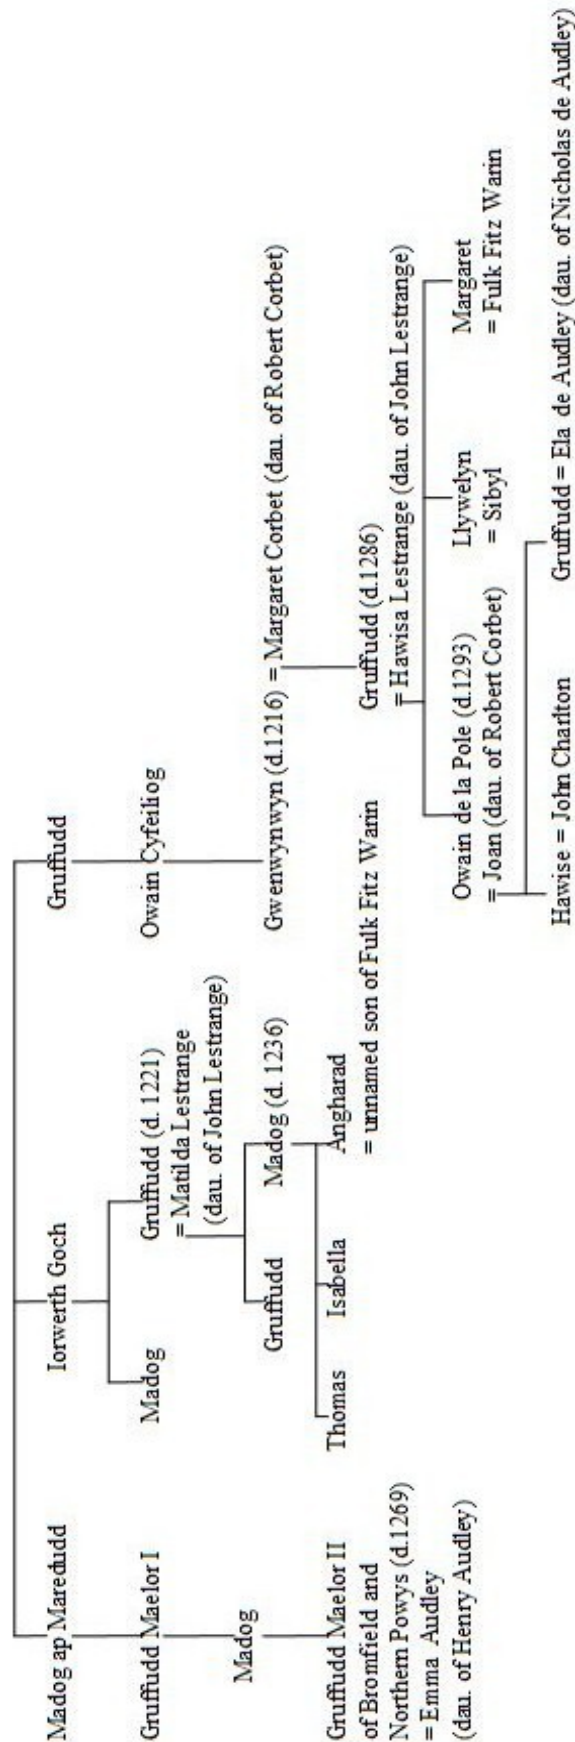 Madog ap Maredudd
Iorwerth Goch
Gruffudd
Gruffudd Maelor I
Madog
Gruffudd (d. 1221)
= Matilda Lestrange
(dau. of John Lestrange)
Owain Cyfeiliog
Madog
Gruffudd
Madog (d. 1236)
Gwenwynwyn (d.1216) = Margaret Corbet (dau. of Robert Corbet)
Gruffudd Maelor II
of Bromfield and
Northern Powys (d.1269)
= Emma Audley
(dau. of Henry Audley)
Thomas
Isabella
Angharad
= unnamed son of Fulk Fitz Warin
Gruffudd (d.1286)
= Hawisa Lestrange (dau. of John Lestrange)
Owain de la Pole (d.1293)
= Joan (dau. of Robert Corbet)
Llywelyn
= Sibyl
Margaret
= Fulk Fitz Warin
Hawise = John Charlton
Gruffudd = Ela de Audley (dau. of Nicholas de Audley)